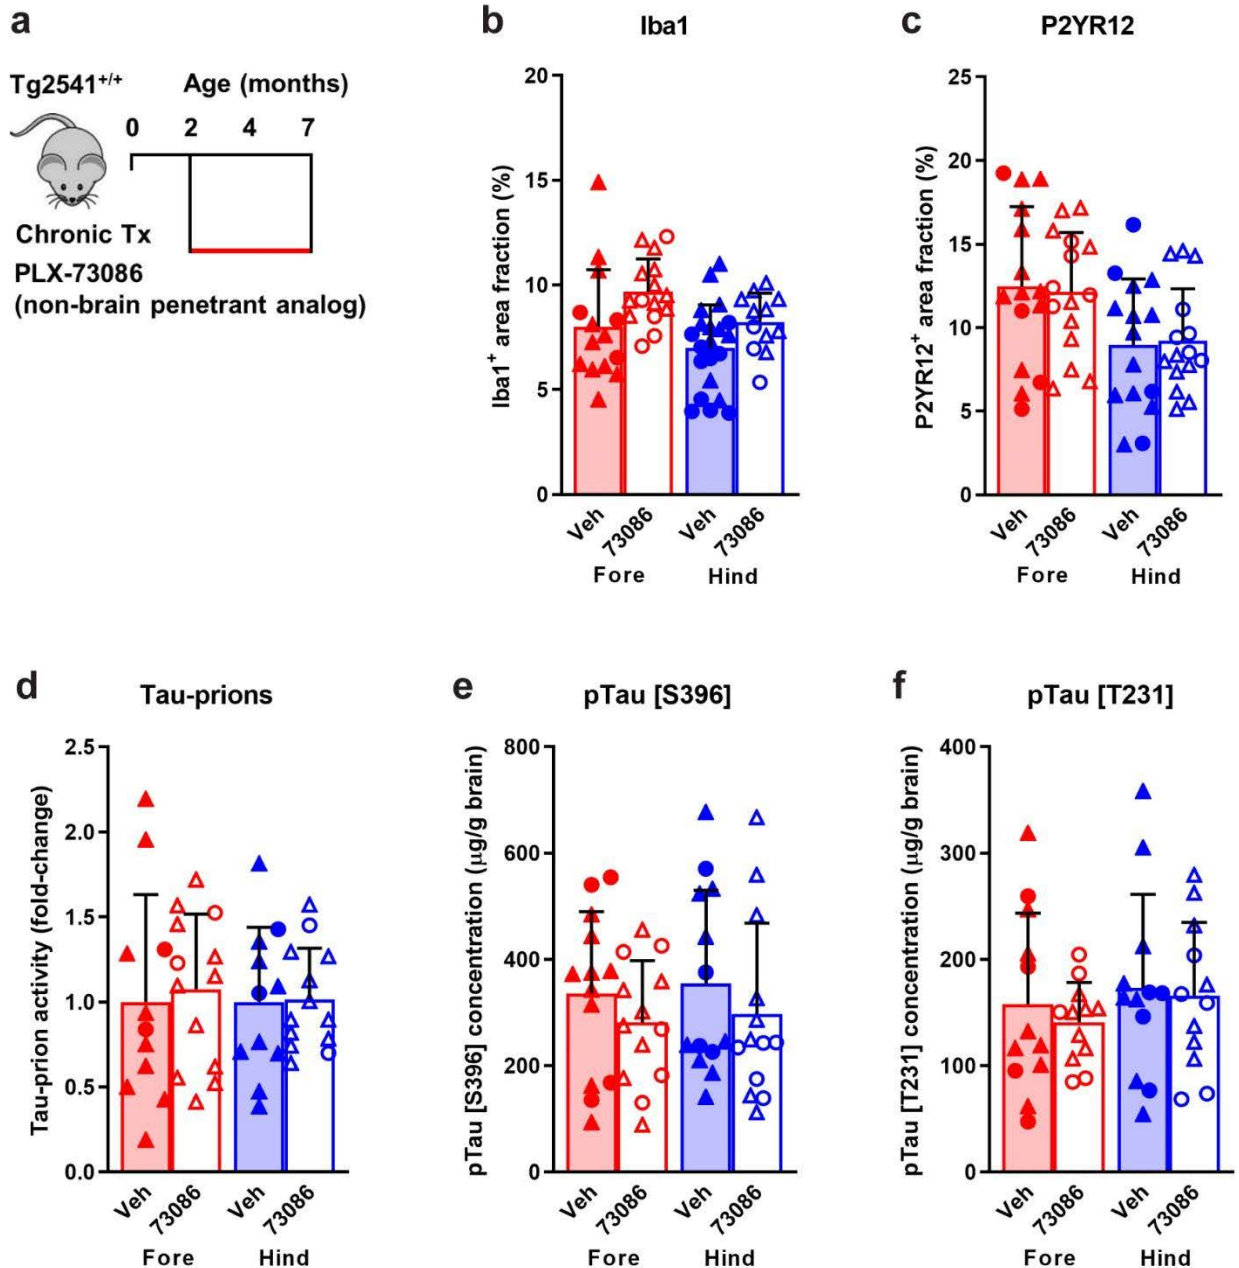 a
Tg2541+/+
Age (months)
0 2 4 7
Chronic Tx
PLX-73086
(non-brain penetrant analog)
b
Iba1
Iba1+ area fraction (%)
20
15
10
5
0
Veh 73086 Veh 73086
Fore Hind
c
P2YR12
P2YR12+ area fraction (%)
25
20
15
10
5
0
Veh 73086 Veh 73086
Fore Hind
d
Tau-prions
Tau-prion activity (fold-change)
2.5
2.0
1.5
1.0
0.5
0.0
Veh 73086 Veh 73086
Fore Hind
e
pTau [S396]
pTau [S396] concentration (μg/g brain)
800
600
400
200
0
Veh 73086 Veh 73086
Fore Hind
f
pTau [T231]
pTau [T231] concentration (μg/g brain)
400
300
200
100
0
Veh 73086 Veh 73086
Fore Hind